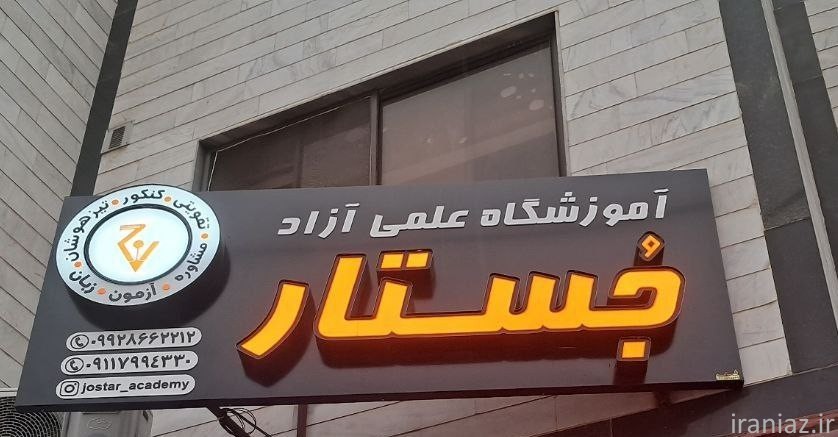 آموزشگاه علمی آزاد
جُستار
تقویتی • کنکور • تیزهوشان • زبان • آزمون • مشاوره
۰۹۹۲۸۶۶۲۲۱۲
۰۹۱۱۷۹۹۴۳۳۰
jostar_academy
iraniaz.ir